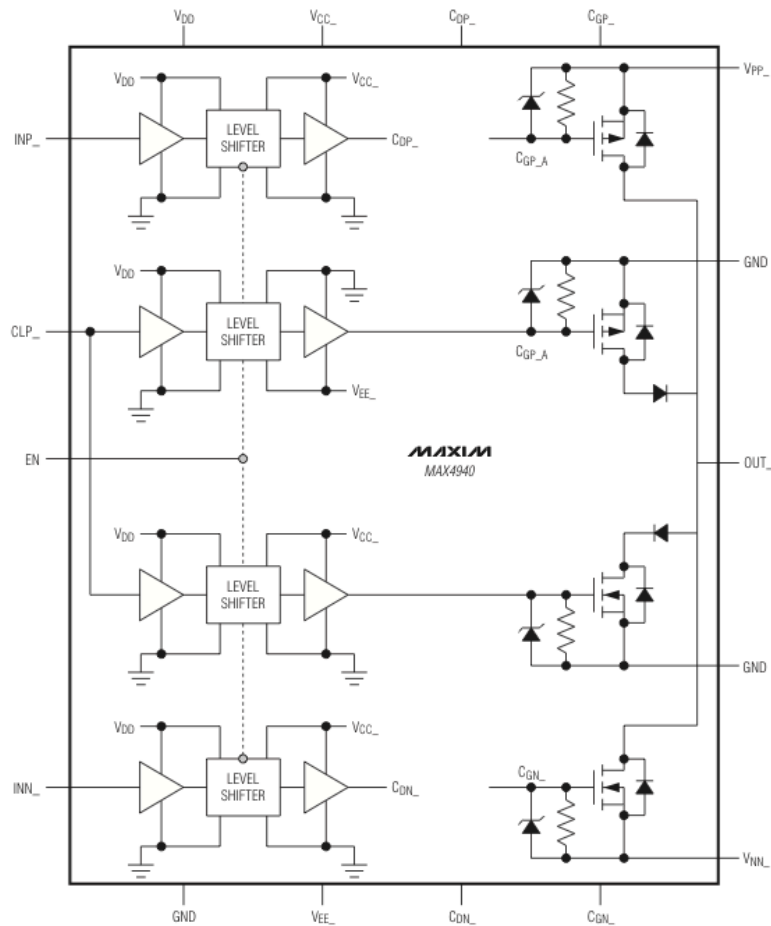 VDD VCC_ CDP_ CGP_
VDD VCC_ VPP_
INP_ LEVEL SHIFTER CDP_
CGP_A
VDD GND
CLP_ LEVEL SHIFTER
CGP_A
VEE_
EN
MAXIM
MAX4940
OUT_
VDD VCC_
LEVEL SHIFTER
GND
VDD VCC_
CGN_
INN_ LEVEL SHIFTER CDN_
VNN_
GND VEE_ CDN_ CGN_